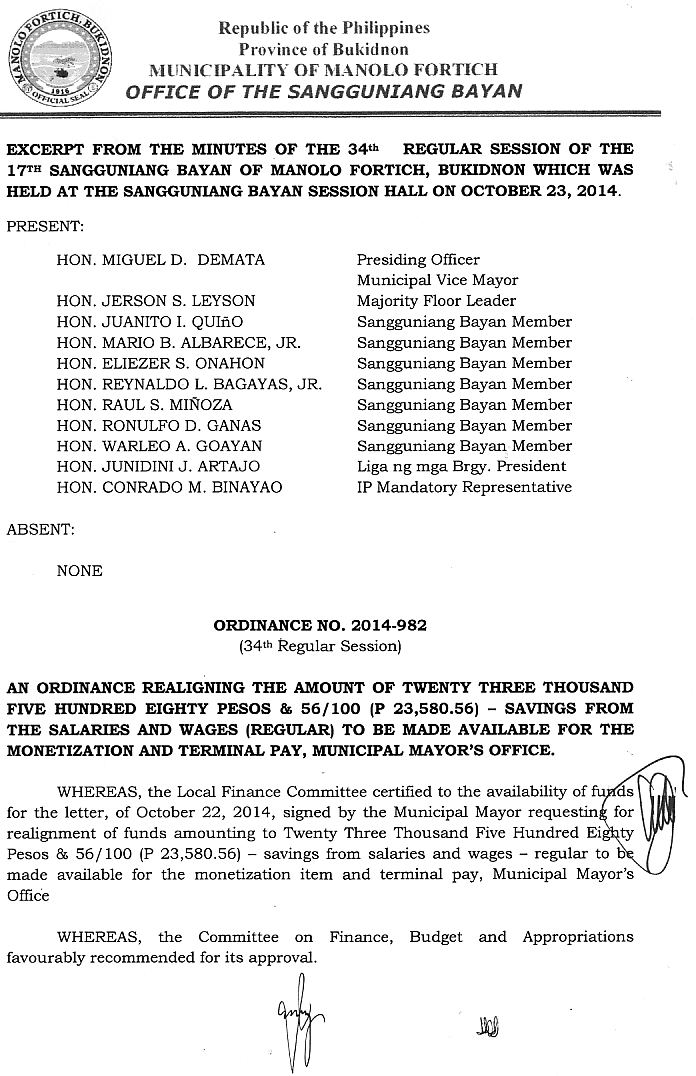 MANOLO FORTICH, BUKIDNON
1916
OFFICIAL SEAL
Republic of the Philippines
Province of Bukidnon
MUNICIPALITY OF MANOLO FORTICH
OFFICE OF THE SANGGUNIANG BAYAN
EXCERPT FROM THE MINUTES OF THE 34th REGULAR SESSION OF THE
17TH SANGGUNIANG BAYAN OF MANOLO FORTICH, BUKIDNON WHICH WAS
HELD AT THE SANGGUNIANG BAYAN SESSION HALL ON OCTOBER 23, 2014.
PRESENT:
HON. MIGUEL D. DEMATA Presiding Officer
Municipal Vice Mayor
HON. JERSON S. LEYSON Majority Floor Leader
HON. JUANITO I. QUIñO Sangguniang Bayan Member
HON. MARIO B. ALBARECE, JR. Sangguniang Bayan Member
HON. ELIEZER S. ONAHON Sangguniang Bayan Member
HON. REYNALDO L. BAGAYAS, JR. Sangguniang Bayan Member
HON. RAUL S. MIÑOZA Sangguniang Bayan Member
HON. RONULFO D. GANAS Sangguniang Bayan Member
HON. WARLEO A. GOAYAN Sangguniang Bayan Member
HON. JUNIDINI J. ARTAJO Liga ng mga Brgy. President
HON. CONRADO M. BINAYAO IP Mandatory Representative
ABSENT:
NONE
ORDINANCE NO. 2014-982
(34th Regular Session)
AN ORDINANCE REALIGNING THE AMOUNT OF TWENTY THREE THOUSAND
FIVE HUNDRED EIGHTY PESOS & 56/100 (P 23,580.56) – SAVINGS FROM
THE SALARIES AND WAGES (REGULAR) TO BE MADE AVAILABLE FOR THE
MONETIZATION AND TERMINAL PAY, MUNICIPAL MAYOR'S OFFICE.
WHEREAS, the Local Finance Committee certified to the availability of funds
for the letter, of October 22, 2014, signed by the Municipal Mayor requesting for
realignment of funds amounting to Twenty Three Thousand Five Hundred Eighty
Pesos & 56/100 (P 23,580.56) – savings from salaries and wages – regular to be
made available for the monetization item and terminal pay, Municipal Mayor's
Office
WHEREAS, the Committee on Finance, Budget and Appropriations
favourably recommended for its approval.